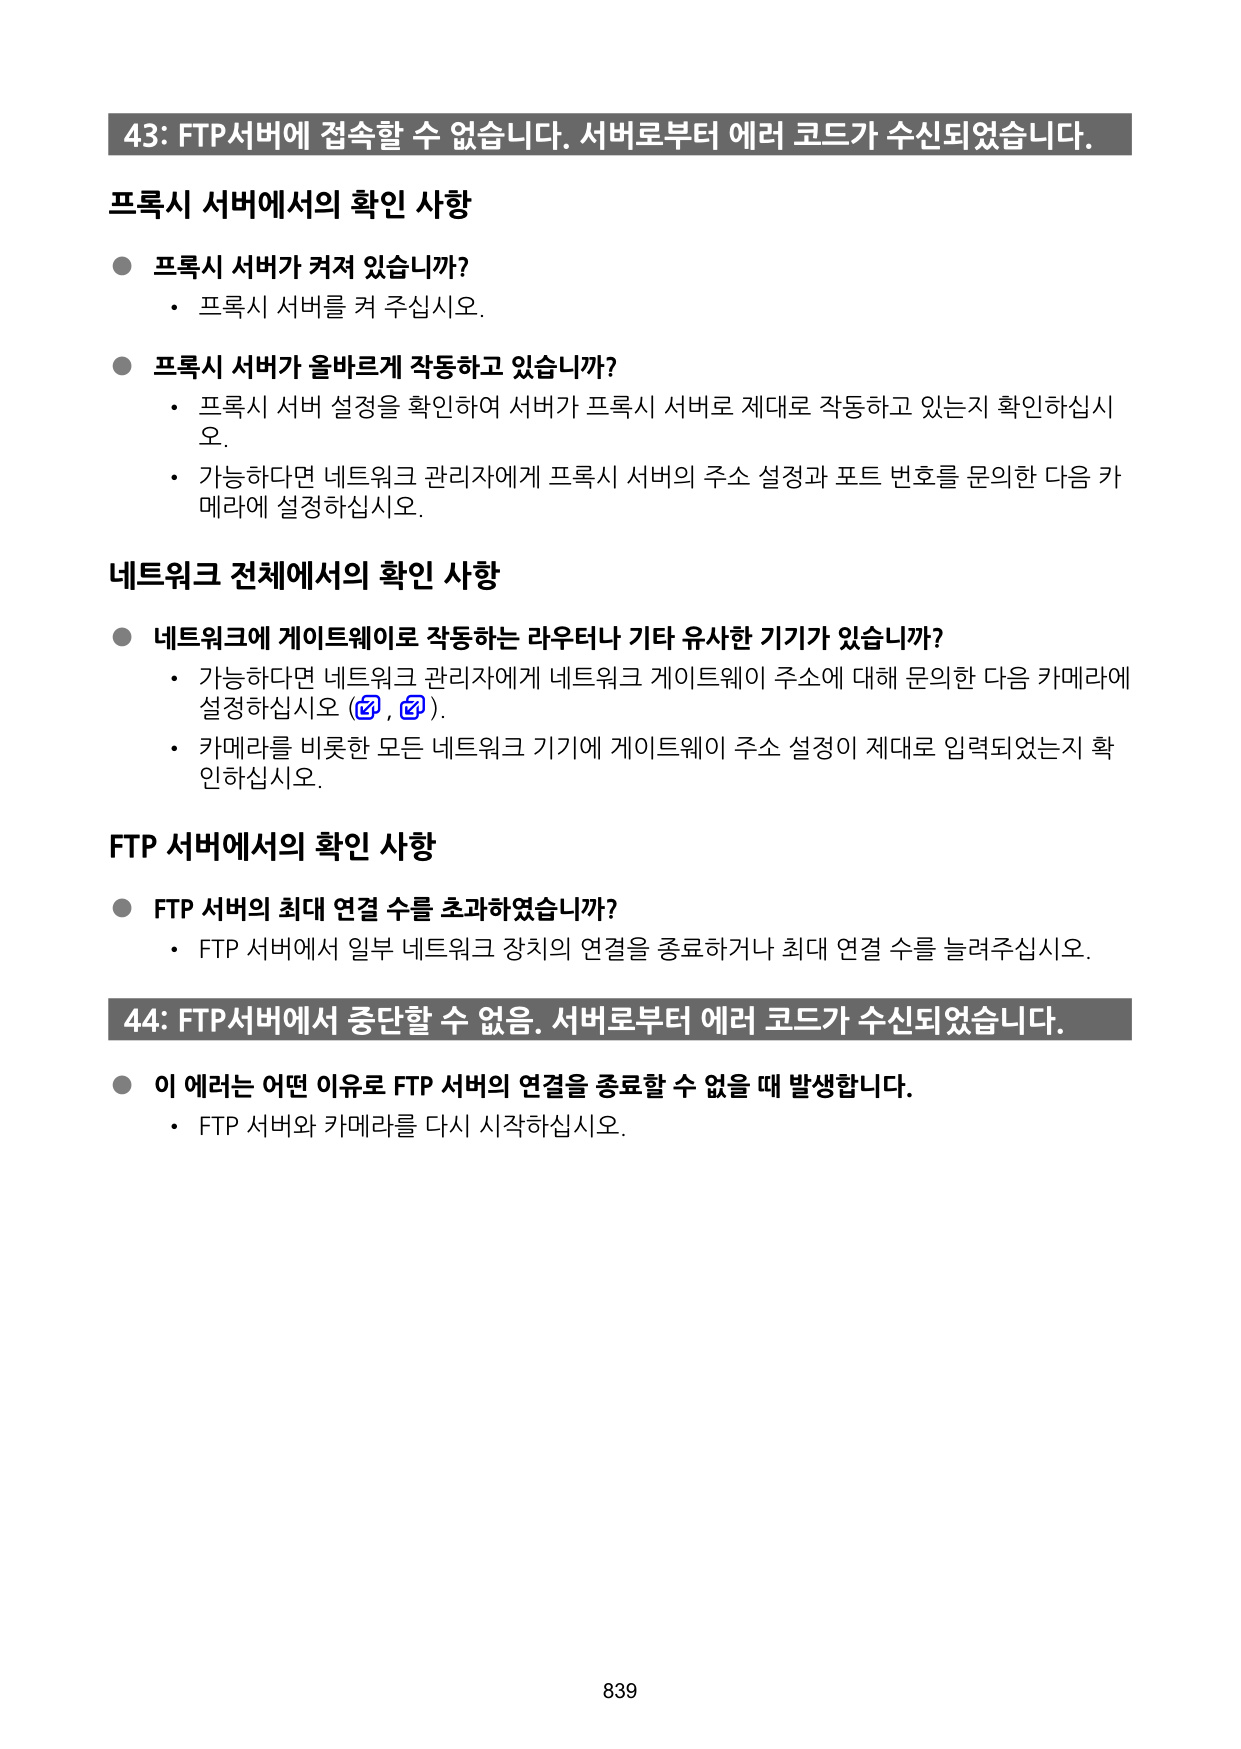 43: FTP서버에 접속할 수 없습니다. 서버로부터 에러 코드가 수신되었습니다.
프록시 서버에서의 확인 사항
● 프록시 서버가 켜져 있습니까?
• 프록시 서버를 켜 주십시오.
● 프록시 서버가 올바르게 작동하고 있습니까?
• 프록시 서버 설정을 확인하여 서버가 프록시 서버로 제대로 작동하고 있는지 확인하십시
오.
• 가능하다면 네트워크 관리자에게 프록시 서버의 주소 설정과 포트 번호를 문의한 다음 카
메라에 설정하십시오.
네트워크 전체에서의 확인 사항
● 네트워크에 게이트웨이로 작동하는 라우터나 기타 유사한 기기가 있습니까?
• 가능하다면 네트워크 관리자에게 네트워크 게이트웨이 주소에 대해 문의한 다음 카메라에
설정하십시오 ( , ).
• 카메라를 비롯한 모든 네트워크 기기에 게이트웨이 주소 설정이 제대로 입력되었는지 확
인하십시오.
FTP 서버에서의 확인 사항
● FTP 서버의 최대 연결 수를 초과하였습니까?
• FTP 서버에서 일부 네트워크 장치의 연결을 종료하거나 최대 연결 수를 늘려주십시오.
44: FTP서버에서 중단할 수 없음. 서버로부터 에러 코드가 수신되었습니다.
● 이 에러는 어떤 이유로 FTP 서버의 연결을 종료할 수 없을 때 발생합니다.
• FTP 서버와 카메라를 다시 시작하십시오.
839